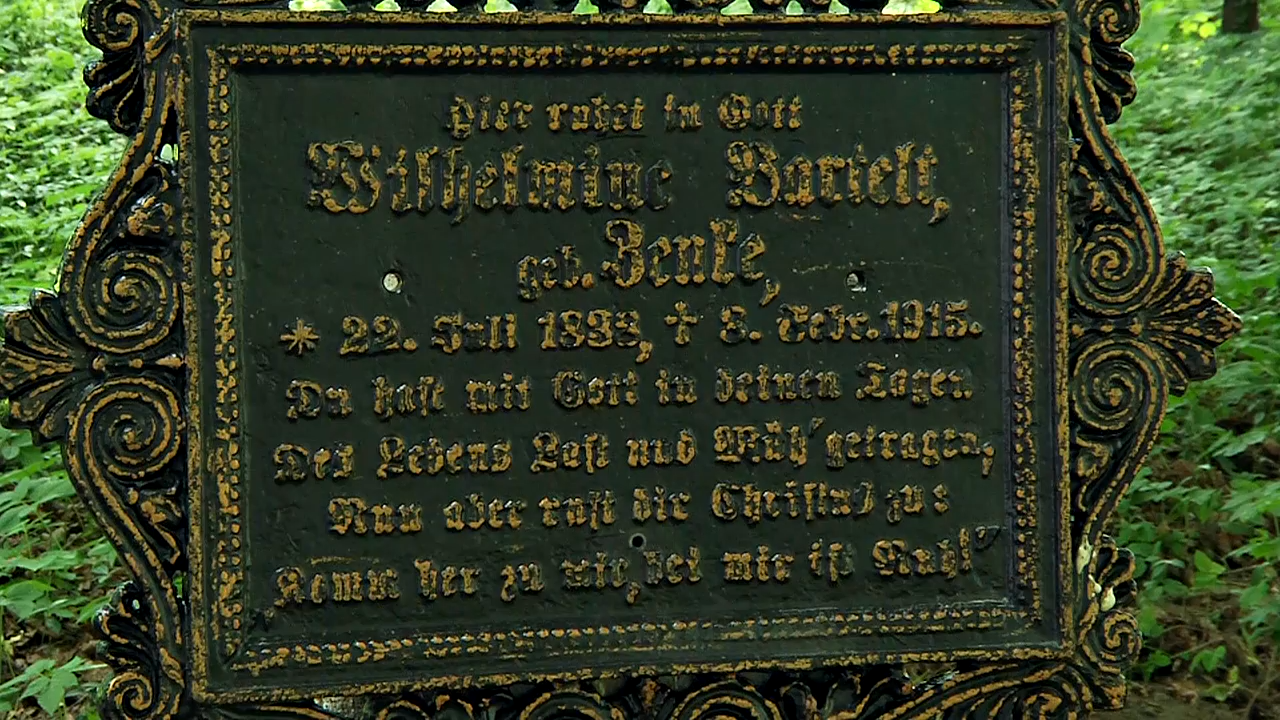 Hier ruhet in Gott
Wilhelmine Bartelt,
geb. Zenke,
* 22. Juli 1833, † 3. Febr. 1915.
Du hast mit Gott in deinen Tagen
Des Lebens Last und Müh' getragen,
Nun aber ruft dir Christus zu:
Komm her zu mir, bei mir ist Ruh!"